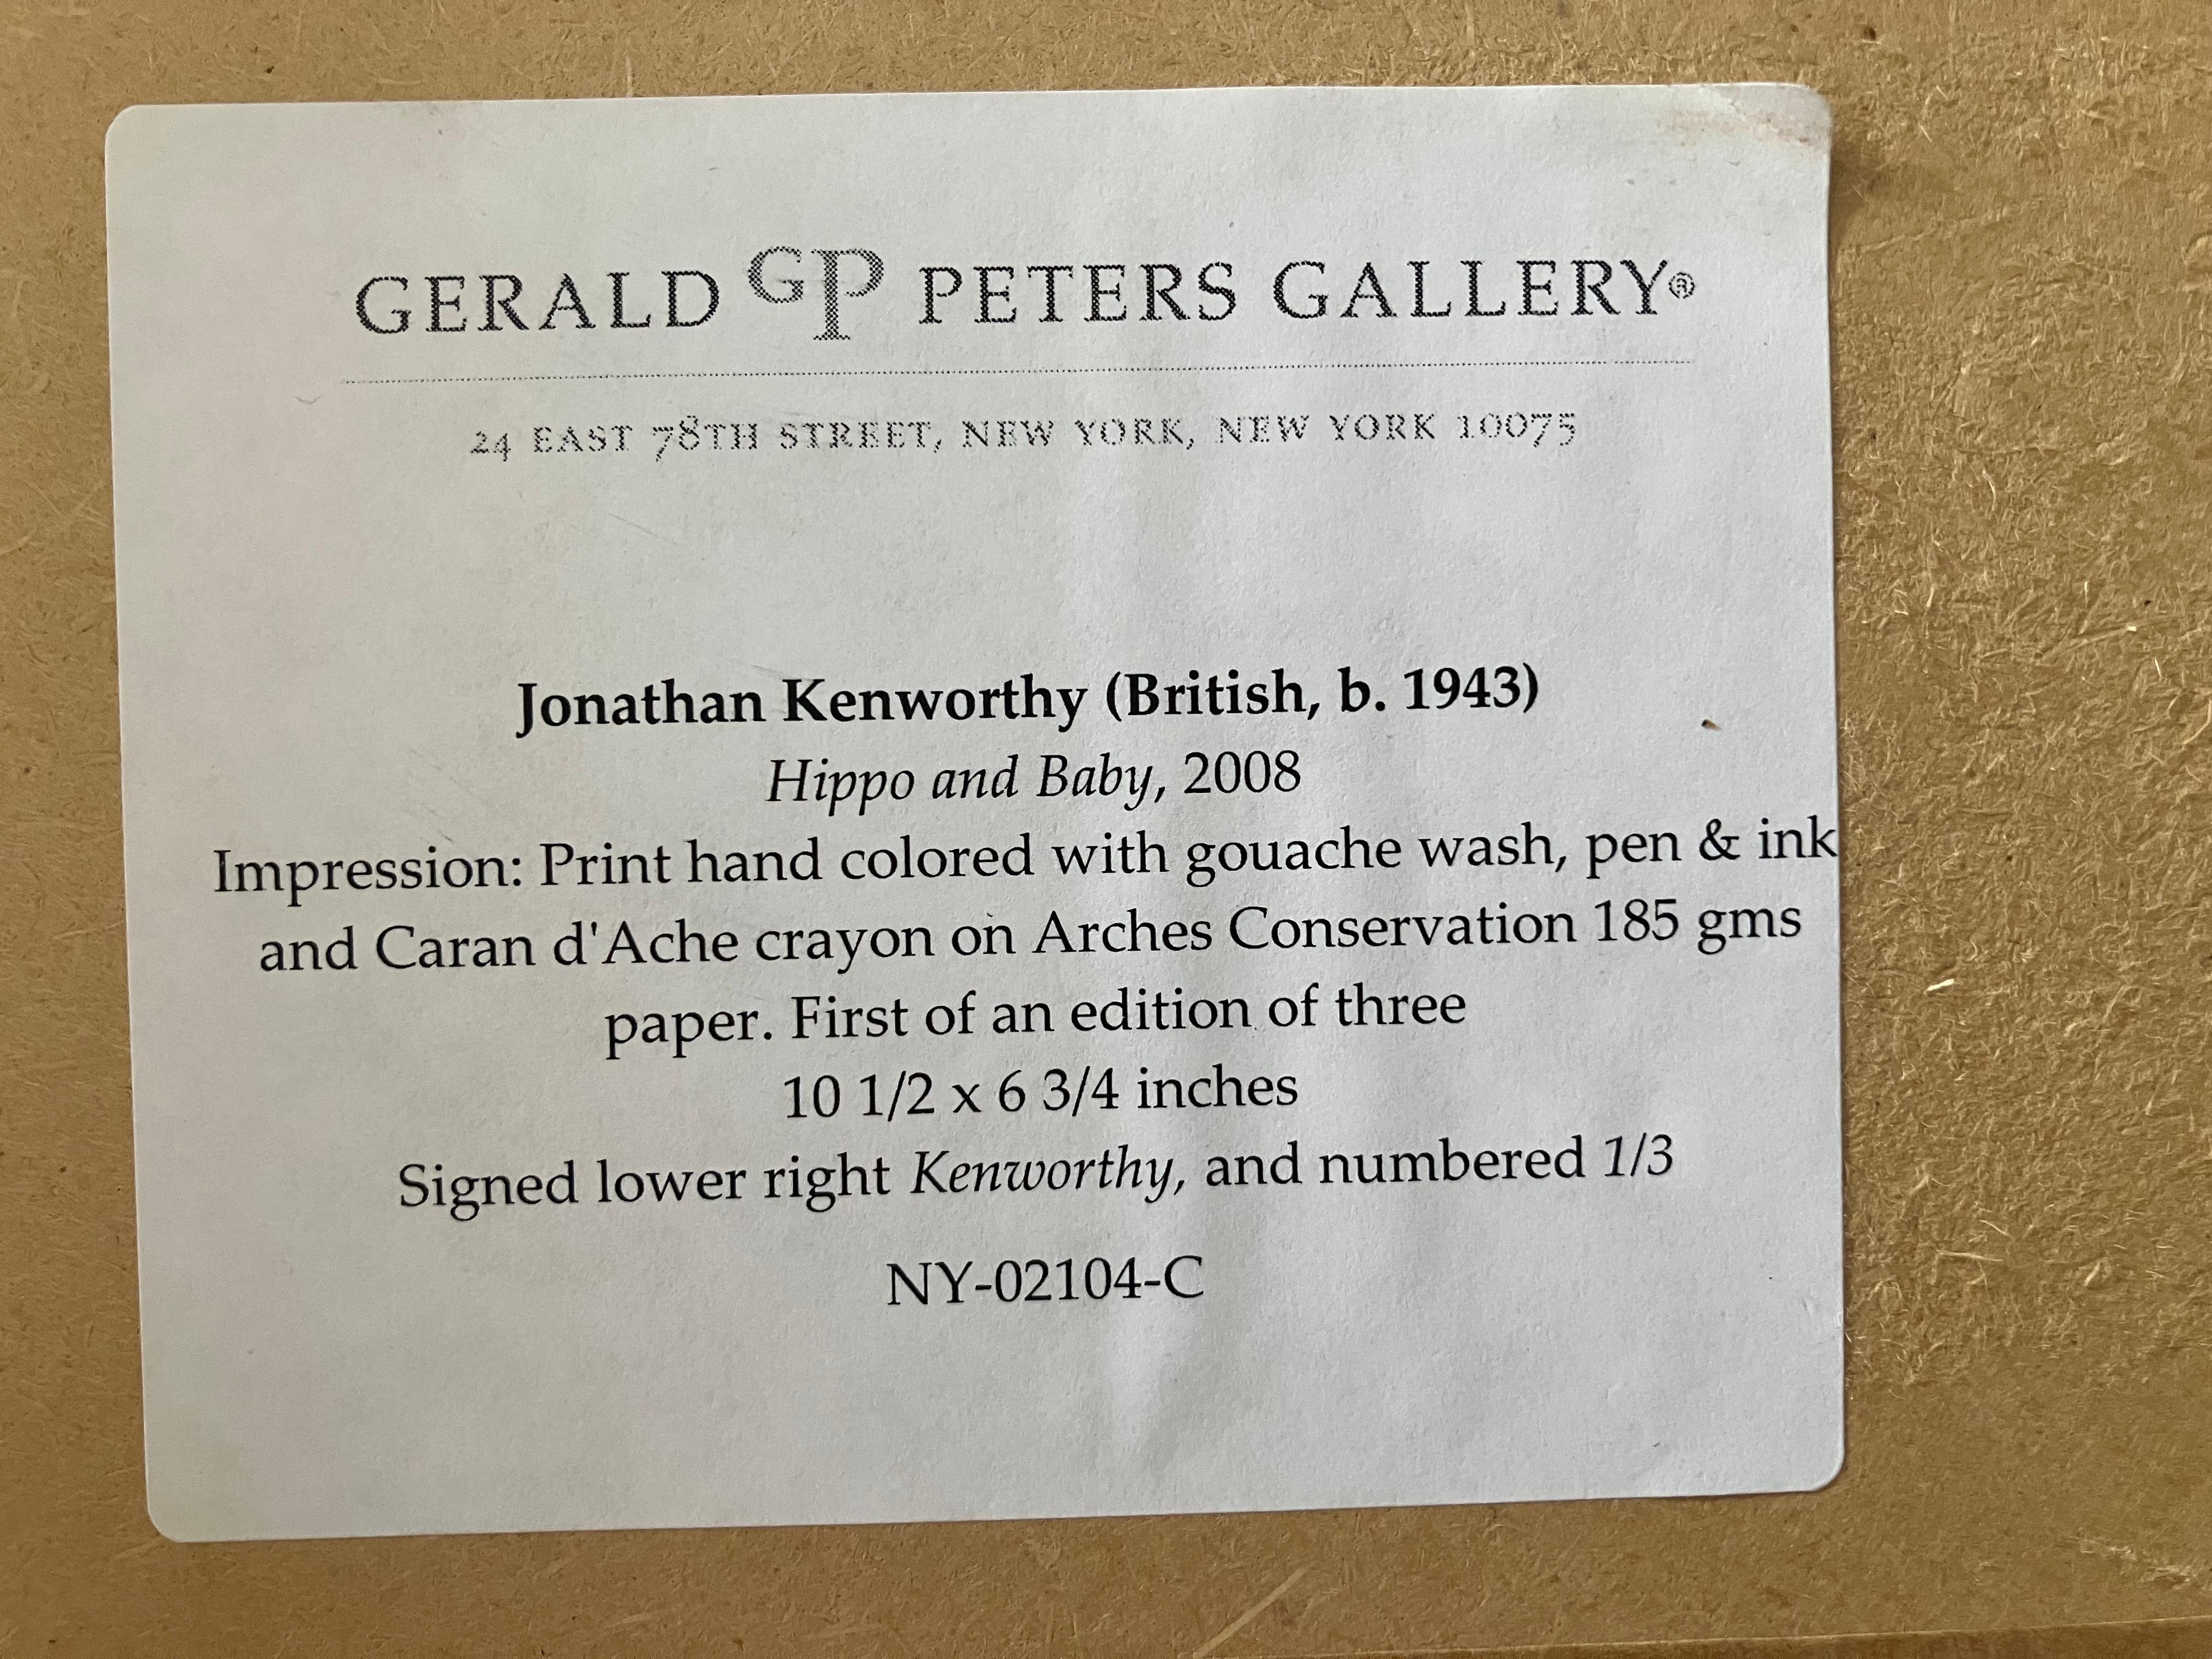 GERALD GP PETERS GALLERY®
24 EAST 78TH STREET, NEW YORK, NEW YORK 10075
Jonathan Kenworthy (British, b. 1943)
Hippo and Baby, 2008
Impression: Print hand colored with gouache wash, pen & ink
and Caran d'Ache crayon on Arches Conservation 185 gms
paper. First of an edition of three
10 1/2 x 6 3/4 inches
Signed lower right Kenworthy, and numbered 1/3
NY-02104-C